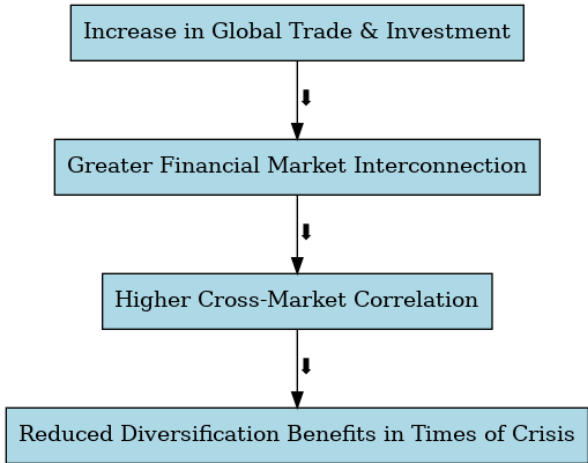 Increase in Global Trade & Investment
⬇
Greater Financial Market Interconnection
⬇
Higher Cross-Market Correlation
⬇
Reduced Diversification Benefits in Times of Crisis